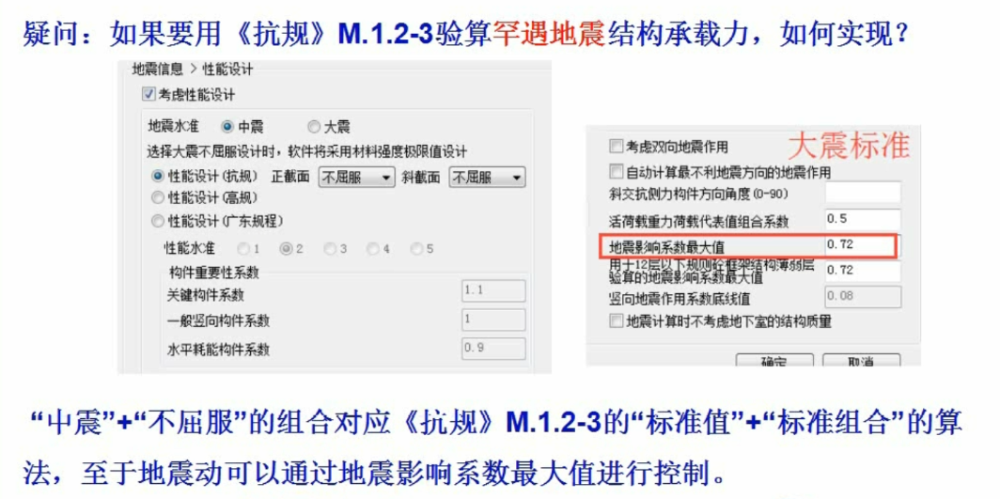 疑问：如果要用《抗规》M.1.2-3验算罕遇地震结构承载力，如何实现？
地震信息 > 性能设计
考虑性能设计
地震水准 中震 大震
选择大震不屈服设计时，软件将采用材料强度极限值设计
性能设计(抗规) 正截面 不屈服 斜截面 不屈服
性能设计(高规)
性能设计(广东规程)
性能水准 1 2 3 4 5
构件重要性系数
关键构件系数 1.1
一般竖向构件系数 1
水平耗能构件系数 0.9
大震标准
考虑双向地震作用
自动计算最不利地震方向的地震作用
斜交抗侧力构件方向角度(0-90)
活荷载重力荷载代表值组合系数 0.5
地震影响系数最大值 0.72
用于12层以下规则砼框架结构薄弱层
验算的地震影响系数最大值 0.72
竖向地震作用系数底线值 0.08
地震计算时不考虑地下室的结构质量
确定 取消
“中震”+“不屈服”的组合对应《抗规》M.1.2-3的“标准值”+“标准组合”的算
法，至于地震动可以通过地震影响系数最大值进行控制。